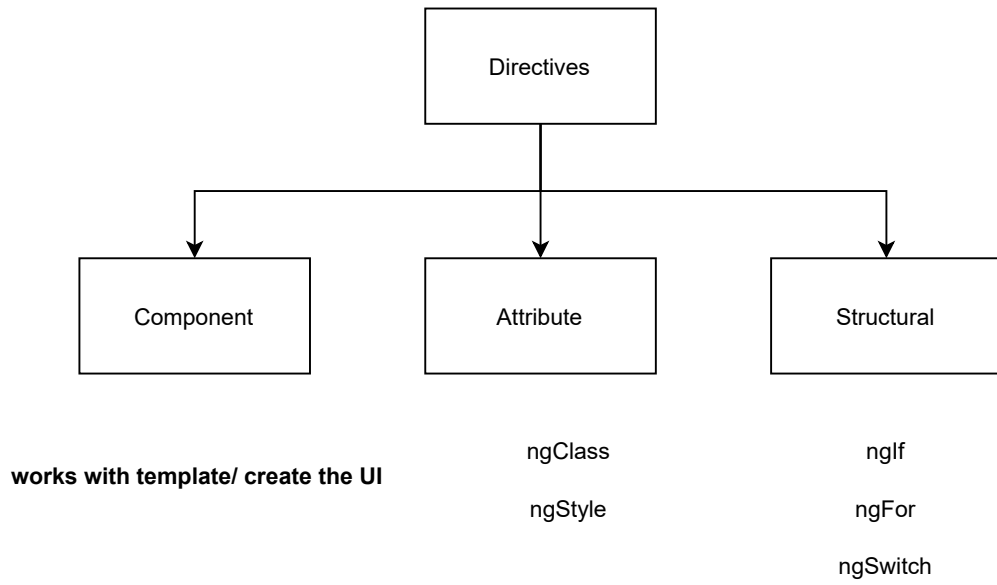 Directives
Component
Attribute
Structural
works with template/ create the UI
ngClass
ngStyle
ngIf
ngFor
ngSwitch